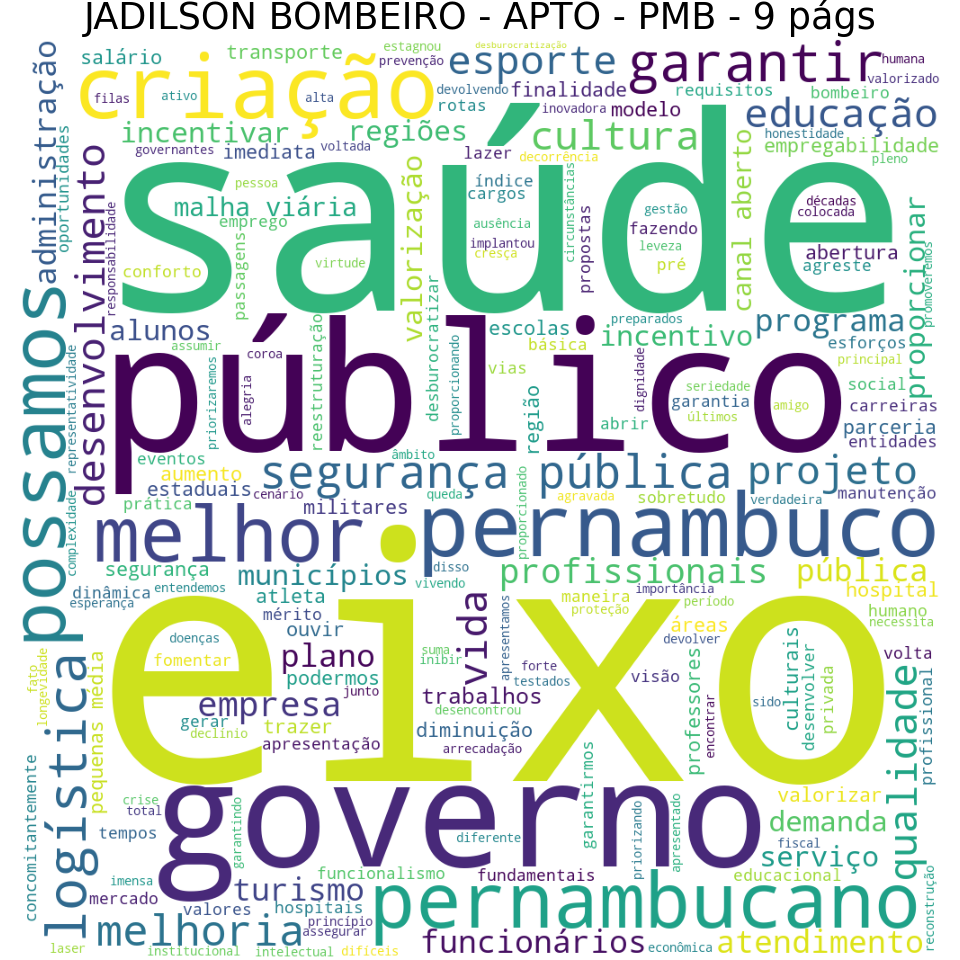 JADILSON BOMBEIRO - APTO - PMB - 9 págs
desburocratização
salário
transporte
estagnou
prevenção
esporte
garantir
humana
valorizado
criação
filas
ativo
alta
devolvendo
finalidade
requisitos
bombeiro
rotas
inovadora
modelo
educação
administração
oportunidades
incentivar
regiões
cultura
honestidade
empregabilidade
governantes
imediata
voltada
lazer
decorrência
pleno
saúde
desenvolvimento
responsabilidade
pessoa
malha viária
emprego
passagens
conforto
virtude
valorização
índice
cargos
ausência
implantou
cresça
circunstâncias
propostas
gestão
fazendo
leveza
pré
canal aberto
décadas
colocada
abertura
agreste
proporcionar
promoveremos
possamos
representatividade
complexidade
alunos
assumir
priorizaremos
coroa
alegria
reestruturação
desburocratizar
proporcionando
escolas
básica
vias
preparados
incentivo
programa
esforços
principal
público
região
abrir
dignidade
seriedade
garantia
últimos
amigo
social
carreiras
parceria
entidades
eventos
aumento
estaduais
prática
âmbito
segurança
cenário
militares
queda
proporcionado
pública
agravada
sobretudo
projeto
verdadeira
manutenção
melhor
pernambuco
segurança
dinâmica
esperança
entendemos
municípios
atleta
mérito
disso
vivendo
profissionais
maneira
proteção
importância
período
pública
hospital
humano
necessita
eixo
doenças
ouvir
suma
inibir
vida
apresentamos
forte
testados
áreas
devolver
visão
volta
fato
longevidade
logística
pequenas
média
fomentar
plano
podermos
junto
trabalhos
desencontrou
professores
encontrar
sido
culturais
desenvolver
privada
qualidade
profissional
empresa
gerar
declínio
trazer
apresentação
diminuição
arrecadação
concomitantemente
crise
total
tempos
garantindo
governo
diferente
garantirmos
priorizando
apresentado
valorizar
demanda
fiscal
serviço
imensa
mercado
valores
turismo
funcionalismo
hospitais
princípio
assegurar
fundamentais
pernambucano
educacional
reconstrução
melhoria
laser
institucional
intelectual
difíceis
funcionários
econômica
atendimento